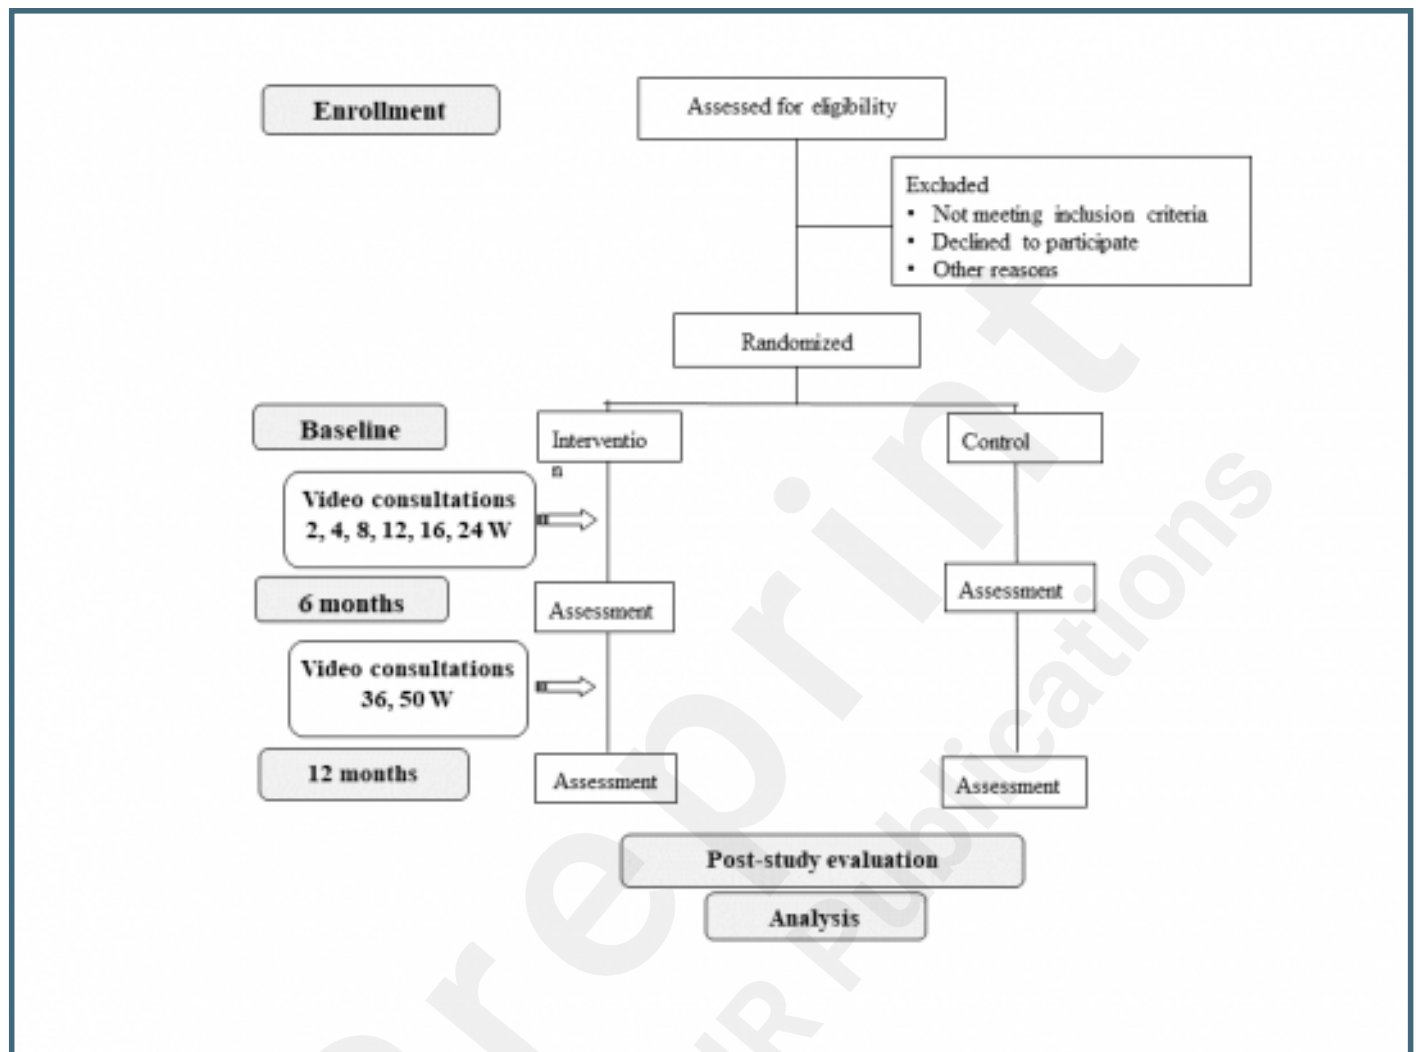 Enrollment
Assessed for eligibility
Excluded
▪ Not meeting inclusion criteria
▪ Declined to participate
▪ Other reasons
Randomized
Baseline
Interventio
n
Control
Video consultations
2, 4, 8, 12, 16, 24 W
6 months
Assessment
Assessment
Video consultations
36, 50 W
12 months
Assessment
Assessment
Post-study evaluation
Analysis
Preprint
Publications